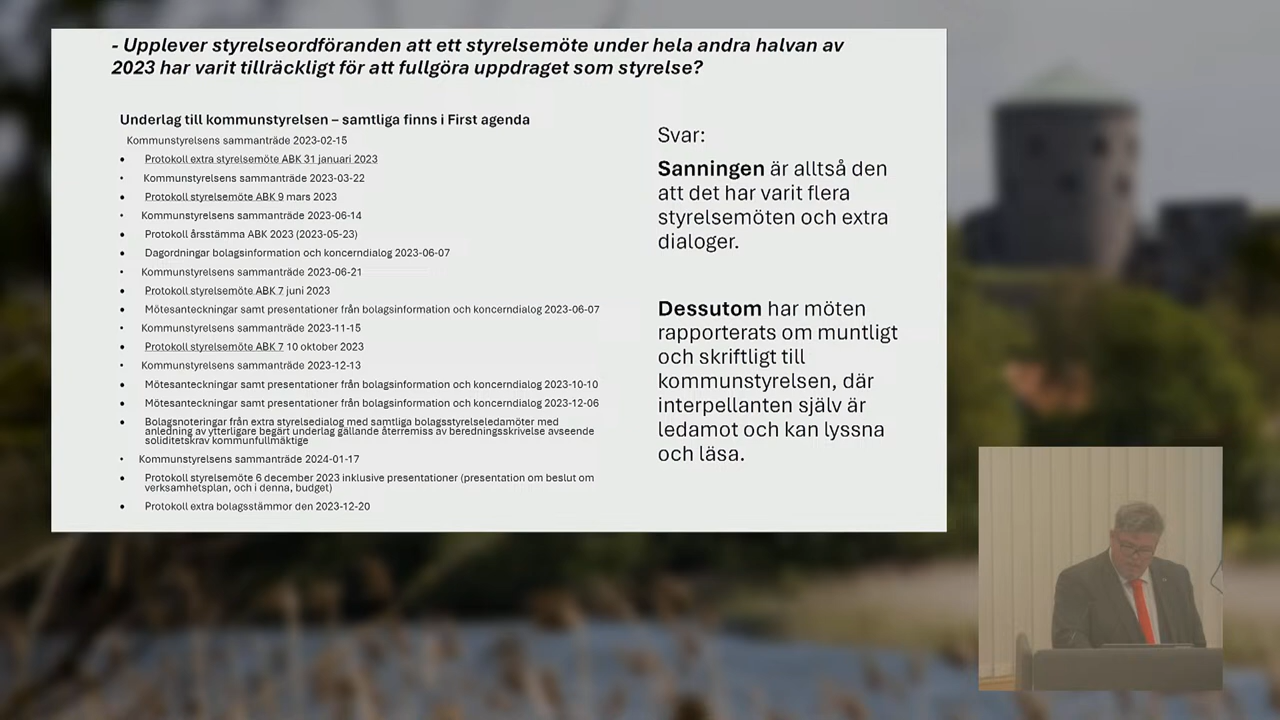 - Upplever styrelseordföranden att ett styrelsemöte under hela andra halvan av
2023 har varit tillräckligt för att fullgöra uppdraget som styrelse?
Underlag till kommunstyrelsen – samtliga finns i First agenda
Kommunstyrelsens sammanträde 2023-02-15
• Protokoll extra styrelsemöte ABK 31 januari 2023
• Kommunstyrelsens sammanträde 2023-03-22
• Protokoll styrelsemöte ABK 9 mars 2023
• Kommunstyrelsens sammanträde 2023-06-14
• Protokoll årsstämma ABK 2023 (2023-05-23)
• Dagordningar bolagsinformation och koncerndialog 2023-06-07
• Kommunstyrelsens sammanträde 2023-06-21
• Protokoll styrelsemöte ABK 7 juni 2023
• Mötesanteckningar samt presentationer från bolagsinformation och koncerndialog 2023-06-07
• Kommunstyrelsens sammanträde 2023-11-15
• Protokoll styrelsemöte ABK 7 10 oktober 2023
• Kommunstyrelsens sammanträde 2023-12-13
• Mötesanteckningar samt presentationer från bolagsinformation och koncerndialog 2023-10-10
• Mötesanteckningar samt presentationer från bolagsinformation och koncerndialog 2023-12-06
• Bolagsnoteringar från extra styrelsedialog med samtliga bolagsstyrelseledamöter med
anledning av ytterligare begärt underlag gällande återremiss av beredningsskrivelse avseende
soliditetskrav kommunfullmäktige
• Kommunstyrelsens sammanträde 2024-01-17
• Protokoll styrelsemöte 6 december 2023 inklusive presentationer (presentation om beslut om
verksamhetsplan, och i denna, budget)
• Protokoll extra bolagsstämmor den 2023-12-20
Svar:
Sanningen är alltså den
att det har varit flera
styrelsemöten och extra
dialoger.
Dessutom har möten
rapporterats om muntligt
och skriftligt till
kommunstyrelsen, där
interpellanten själv är
ledamot och kan lyssna
och läsa.